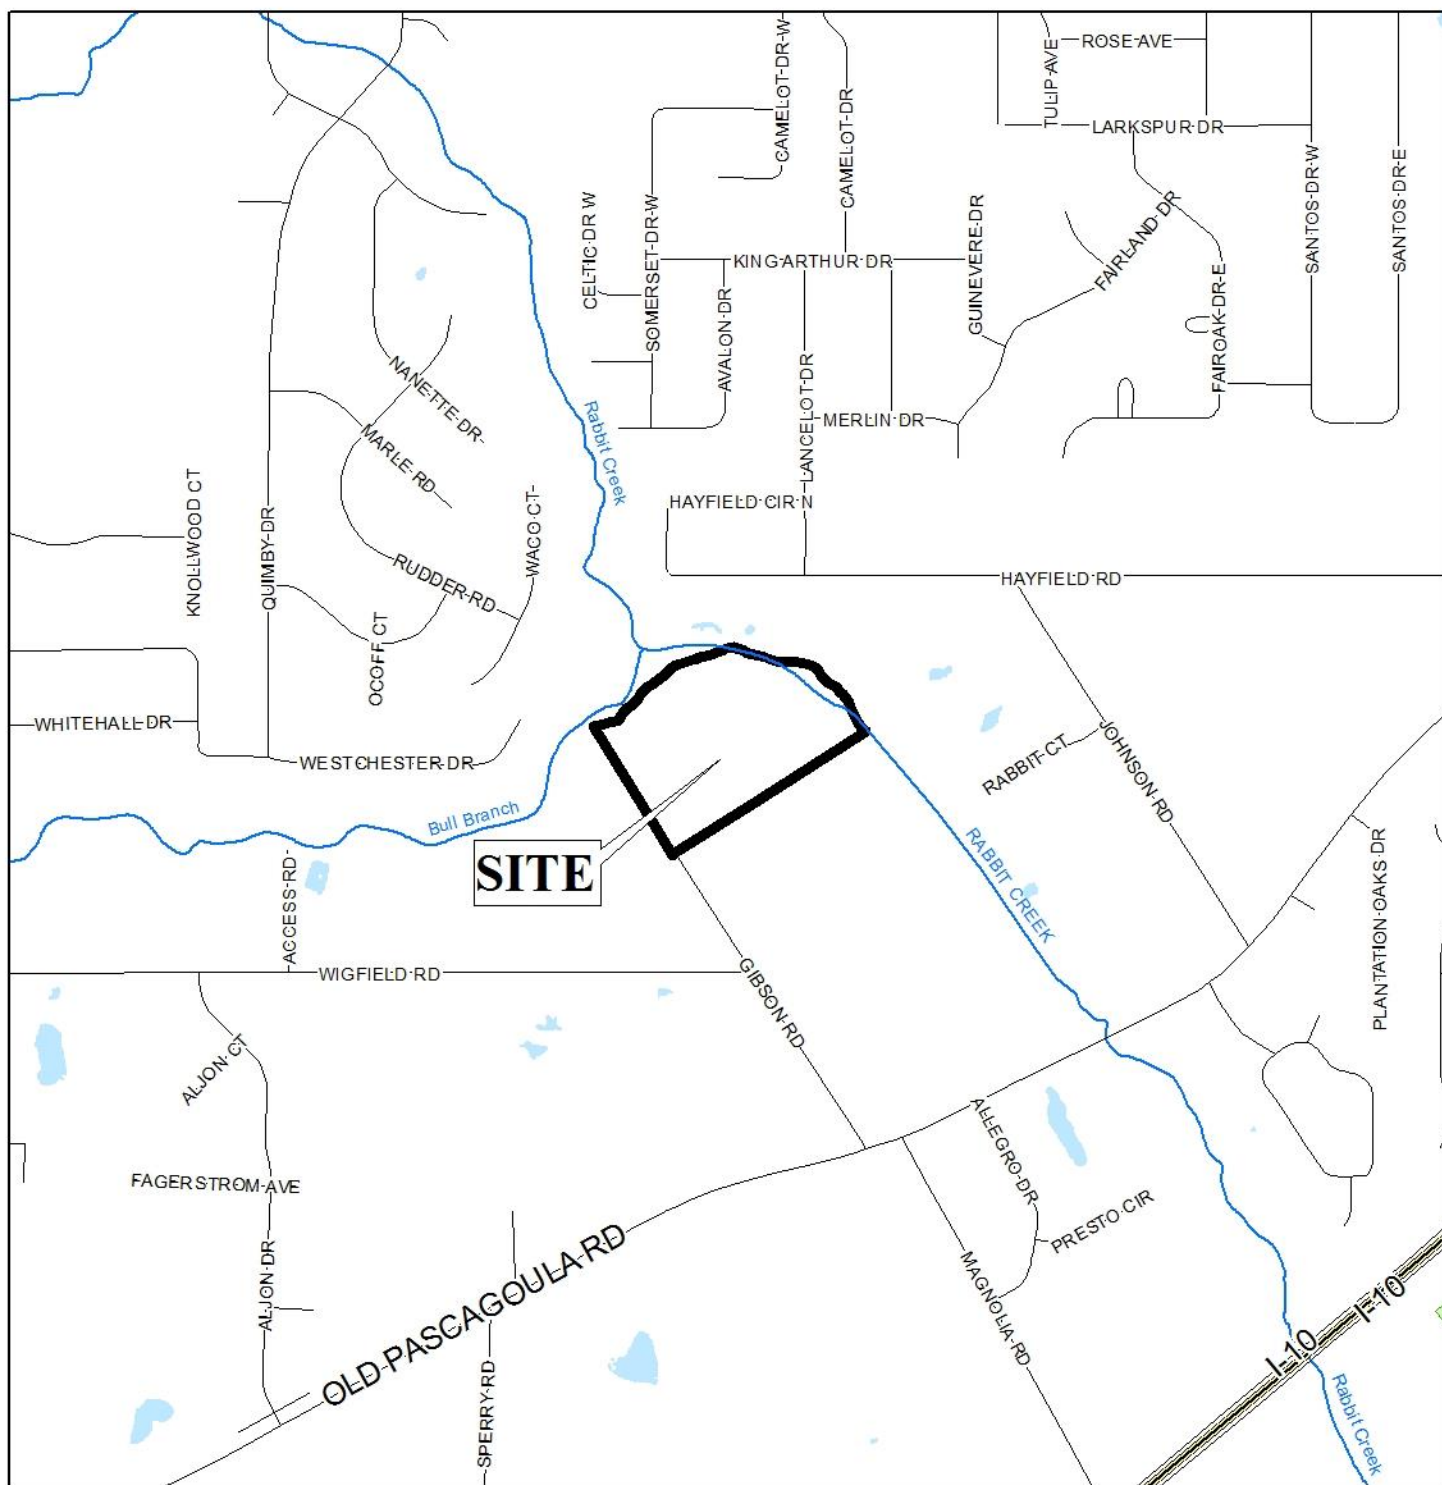 CAMELOT DR W
CAMELOT DR
TULIP AVE
ROSE AVE
LARKSPUR DR
SANTOS DR W
SANTOS DR E
CELTIC DR W
SOMERSET DR W
KING ARTHUR DR
GUINEVERE DR
FAIRLAND DR
AVALON DR
FAIROAK DR E
NANETTE DR
LANCELOT DR
MERLIN DR
Rabbit Creek
MARLE RD
KNOLLWOOD CT
QUIMBY DR
WACO CT
HAYFIELD CIR N
RUDDER RD
HAYFIELD RD
OCOFF CT
WHITEHALL DR
WESTCHESTER DR
RABBIT CT
JOHNSON RD
Bull Branch
SITE
RABBIT CREEK
PLANTATION OAKS DR
ACCESS RD
WIGFIELD RD
GIBSON RD
ALJON CT
ALLEGRO DR
FAGERSTROM AVE
PRESTO CIR
ALJON DR
OLD PASCAGOULA RD
MAGNOLIA RD
SPERRY RD
I-10
I-10
Rabbit Creek